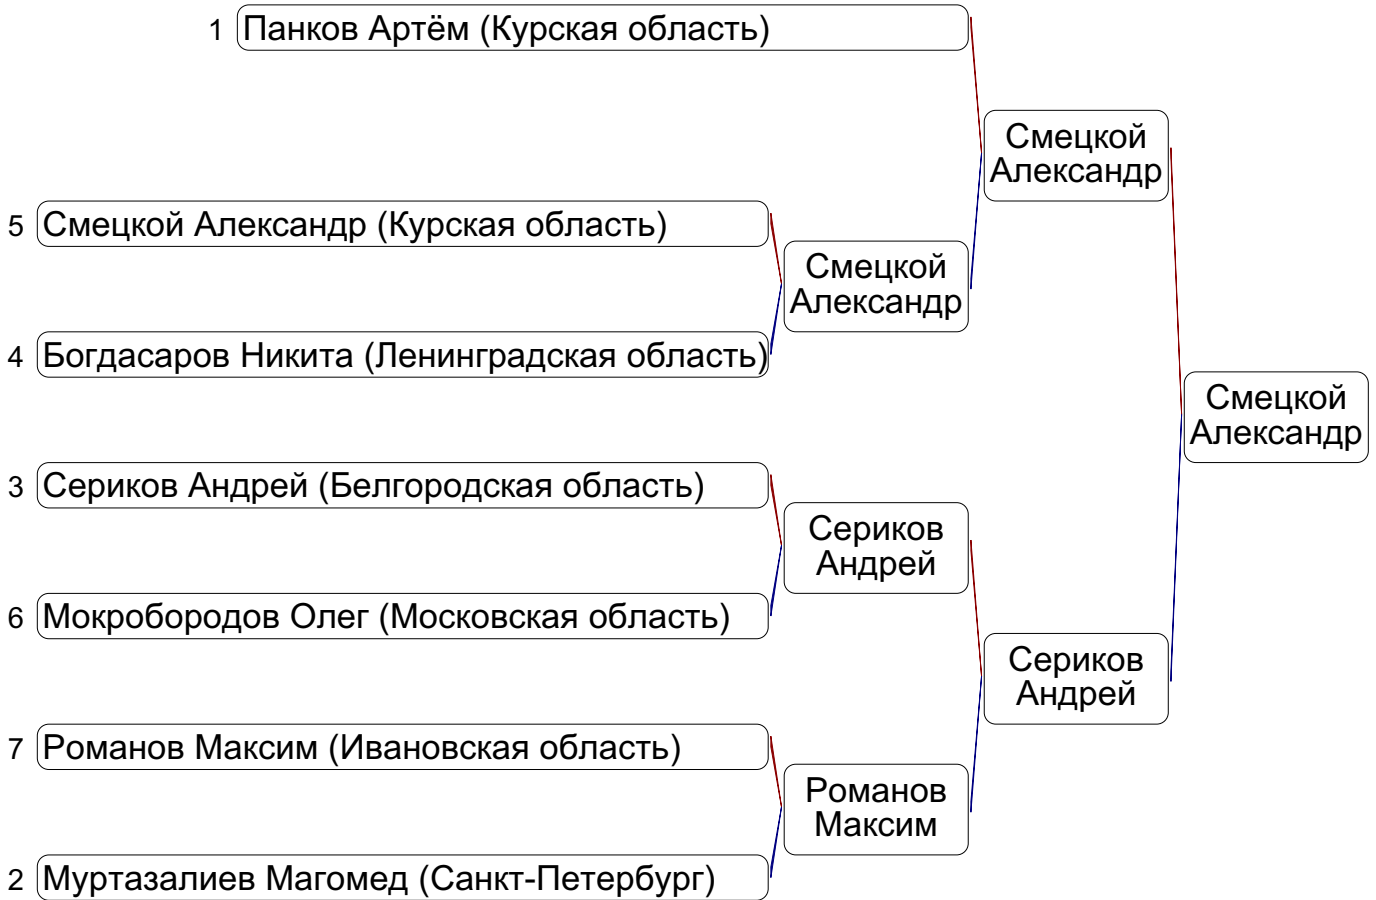 1 Панков Артём (Курская область)
Смецкой
Александр
5 Смецкой Александр (Курская область)
Смецкой
Александр
4 Богдасаров Никита (Ленинградская область)
Смецкой
Александр
3 Сериков Андрей (Белгородская область)
Сериков
Андрей
6 Мокробородов Олег (Московская область)
Сериков
Андрей
7 Романов Максим (Ивановская область)
Романов
Максим
2 Муртазалиев Магомед (Санкт-Петербург)